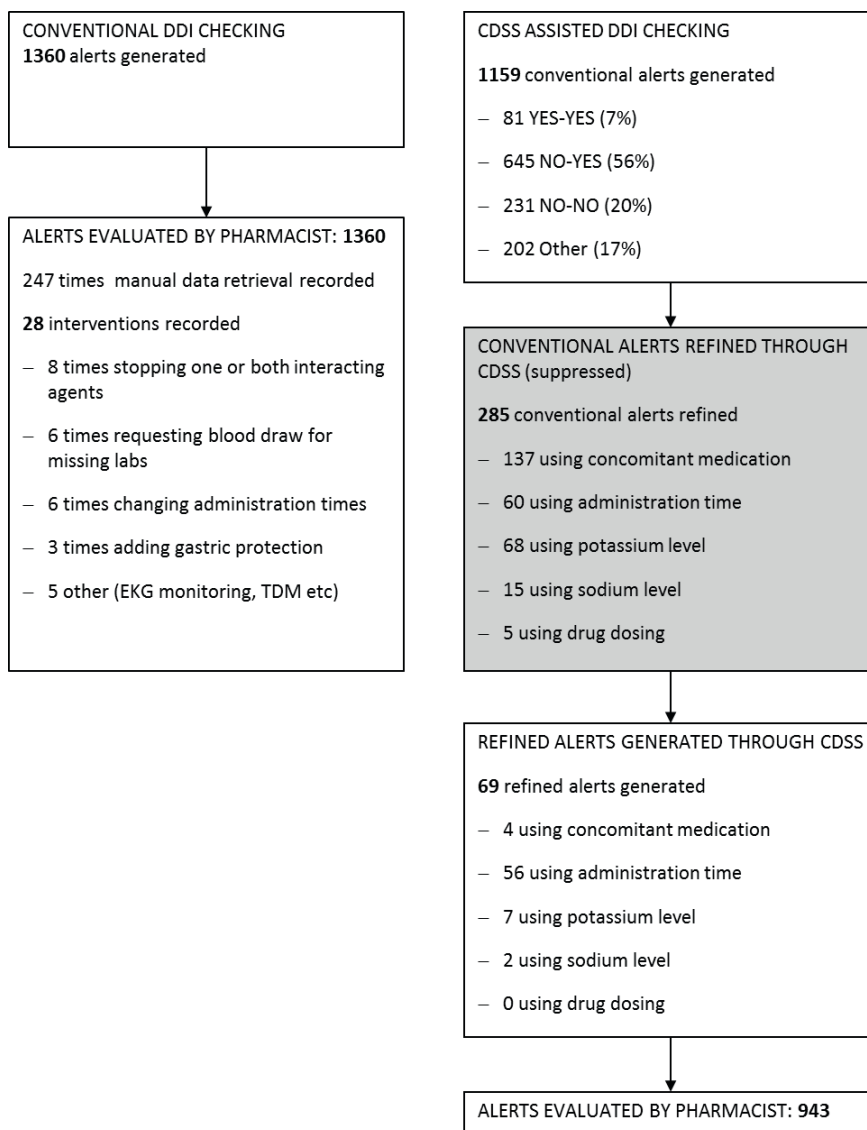 CONVENTIONAL DDI CHECKING
1360 alerts generated
ALERTS EVALUATED BY PHARMACIST: 1360
247 times manual data retrieval recorded
28 interventions recorded
– 8 times stopping one or both interacting
agents
– 6 times requesting blood draw for
missing labs
– 6 times changing administration times
– 3 times adding gastric protection
– 5 other (EKG monitoring, TDM etc)
CDSS ASSISTED DDI CHECKING
1159 conventional alerts generated
– 81 YES-YES (7%)
– 645 NO-YES (56%)
– 231 NO-NO (20%)
– 202 Other (17%)
CONVENTIONAL ALERTS REFINED THROUGH
CDSS (suppressed)
285 conventional alerts refined
– 137 using concomitant medication
– 60 using administration time
– 68 using potassium level
– 15 using sodium level
– 5 using drug dosing
REFINED ALERTS GENERATED THROUGH CDSS
69 refined alerts generated
– 4 using concomitant medication
– 56 using administration time
– 7 using potassium level
– 2 using sodium level
– 0 using drug dosing
ALERTS EVALUATED BY PHARMACIST: 943